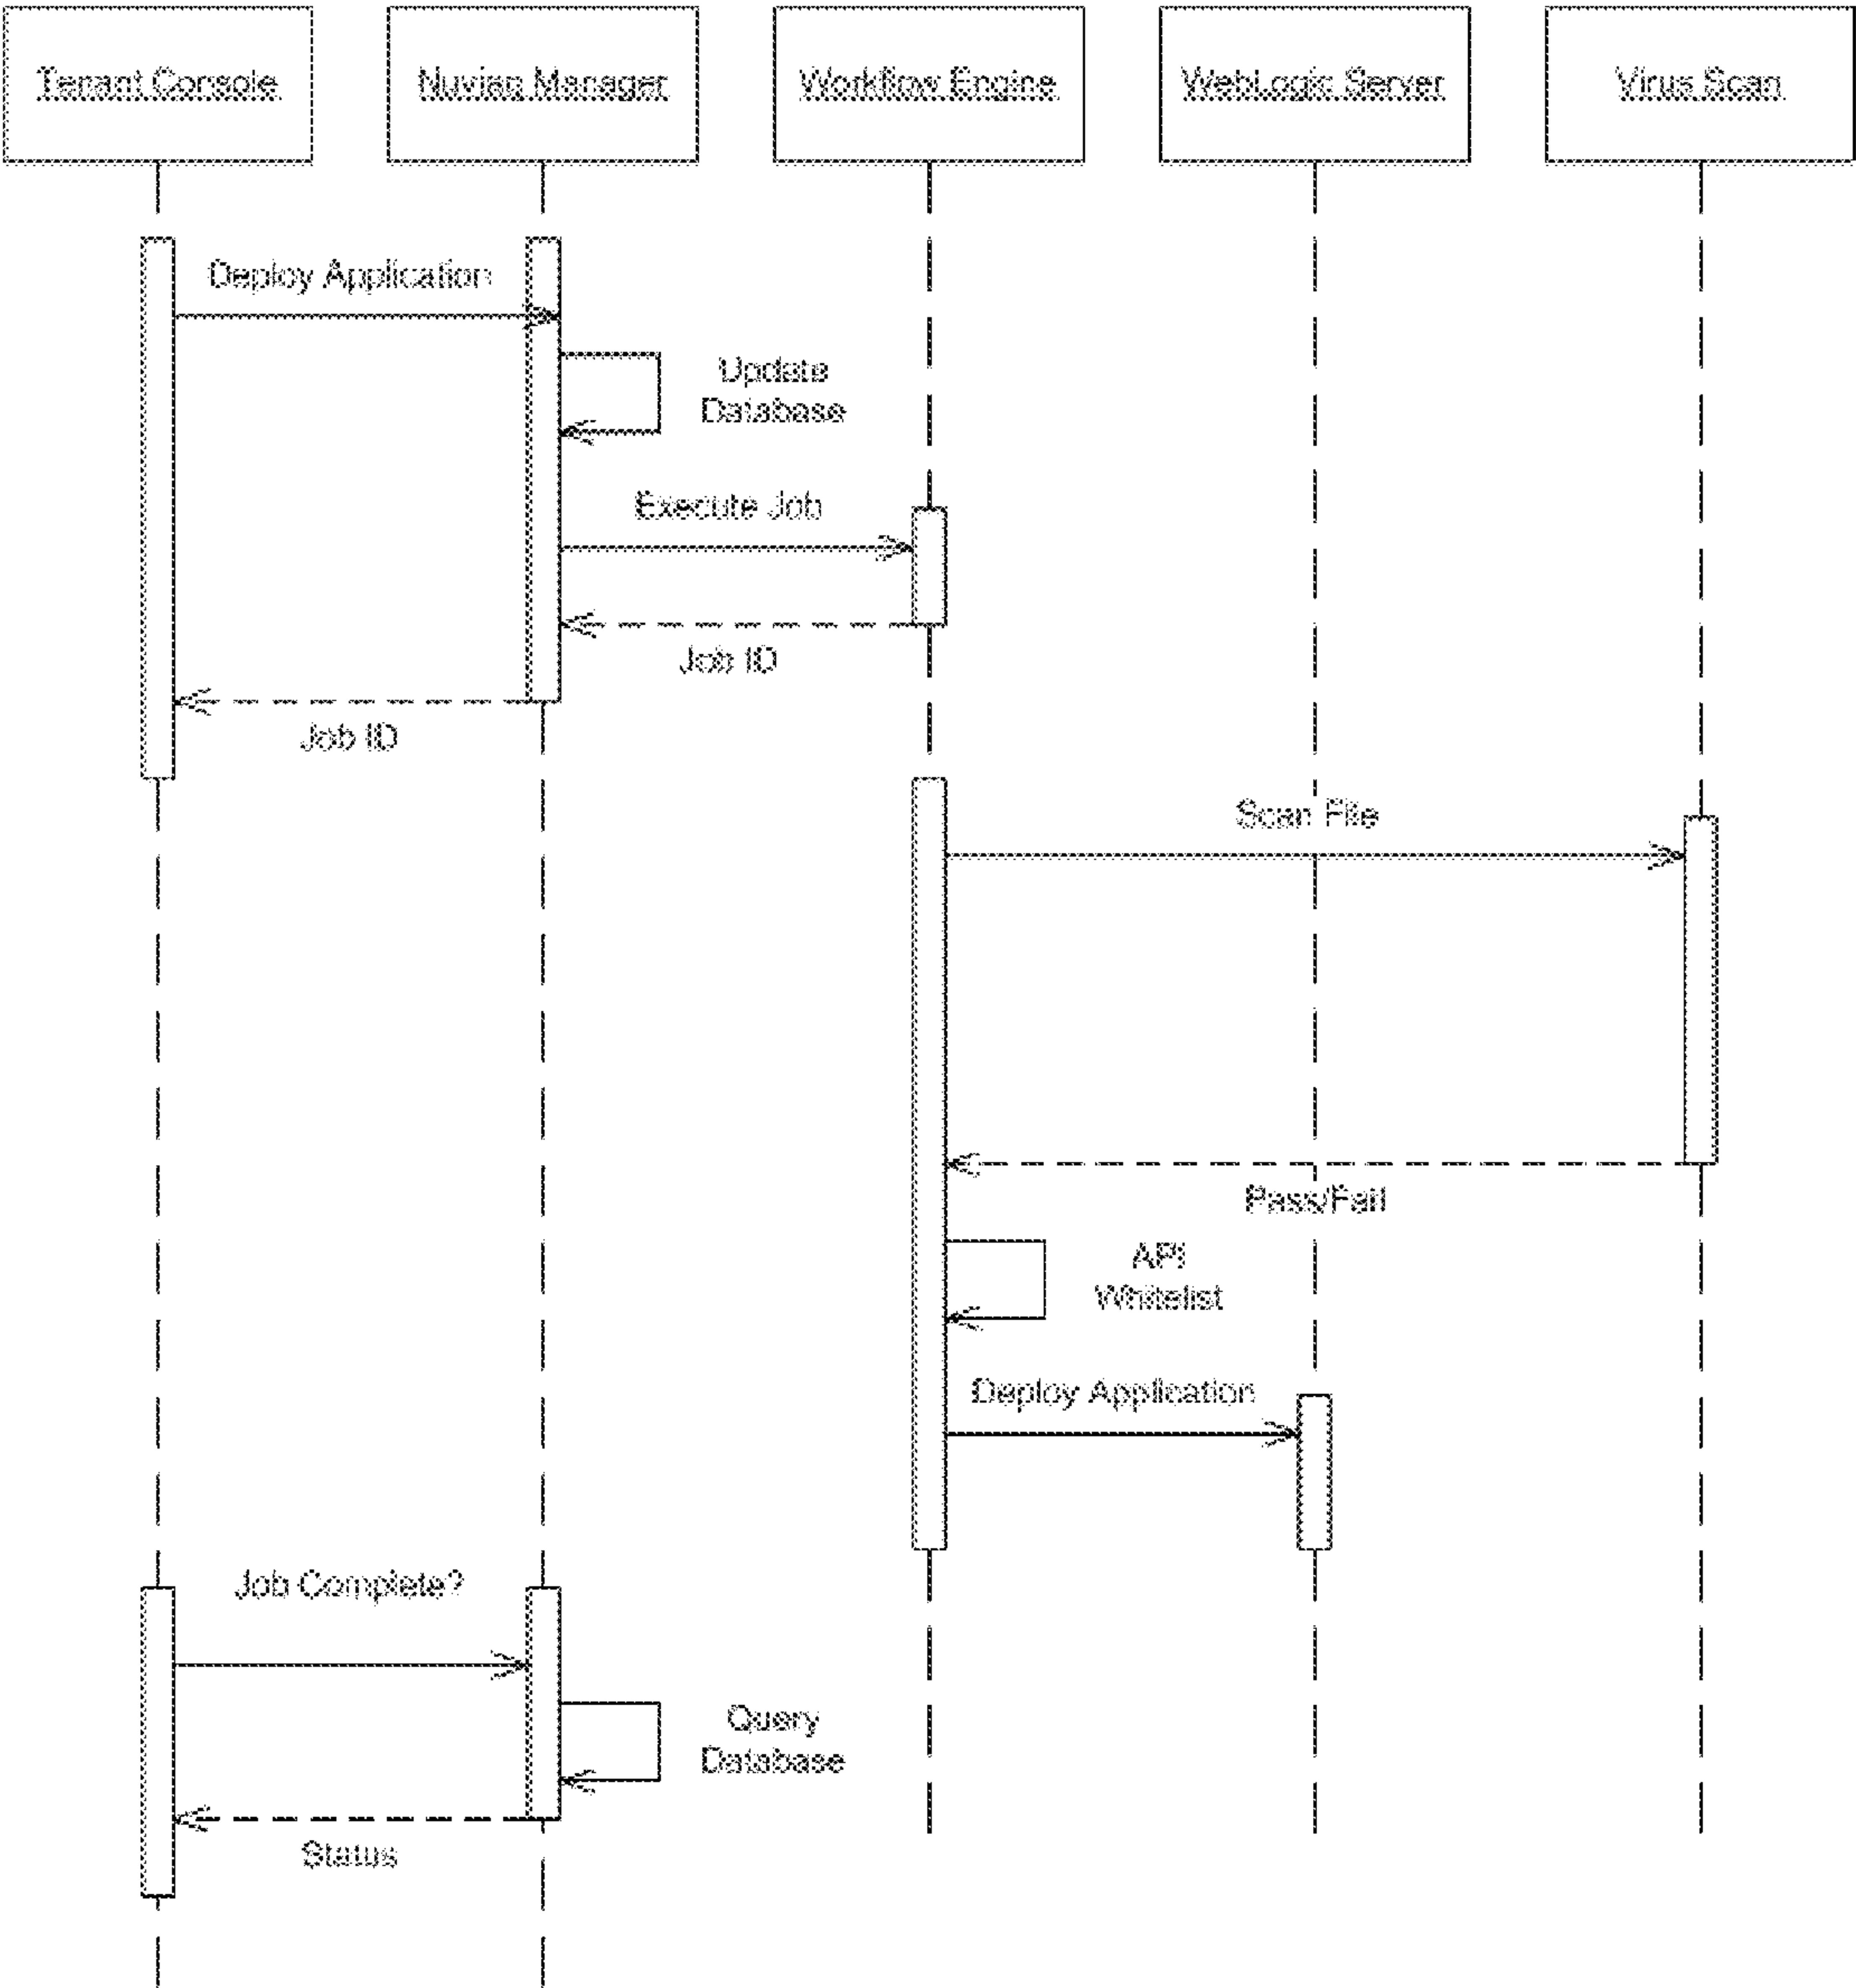 Tenant Console
Nuviaq Manager
Workflow Engine
WebLogic Server
Virus Scan
Deploy Application
Update
Database
Execute Job
Job ID
Job ID
Scan File
Pass/Fail
API
Whitelist
Deploy Application
Job Complete?
Query
Database
Status